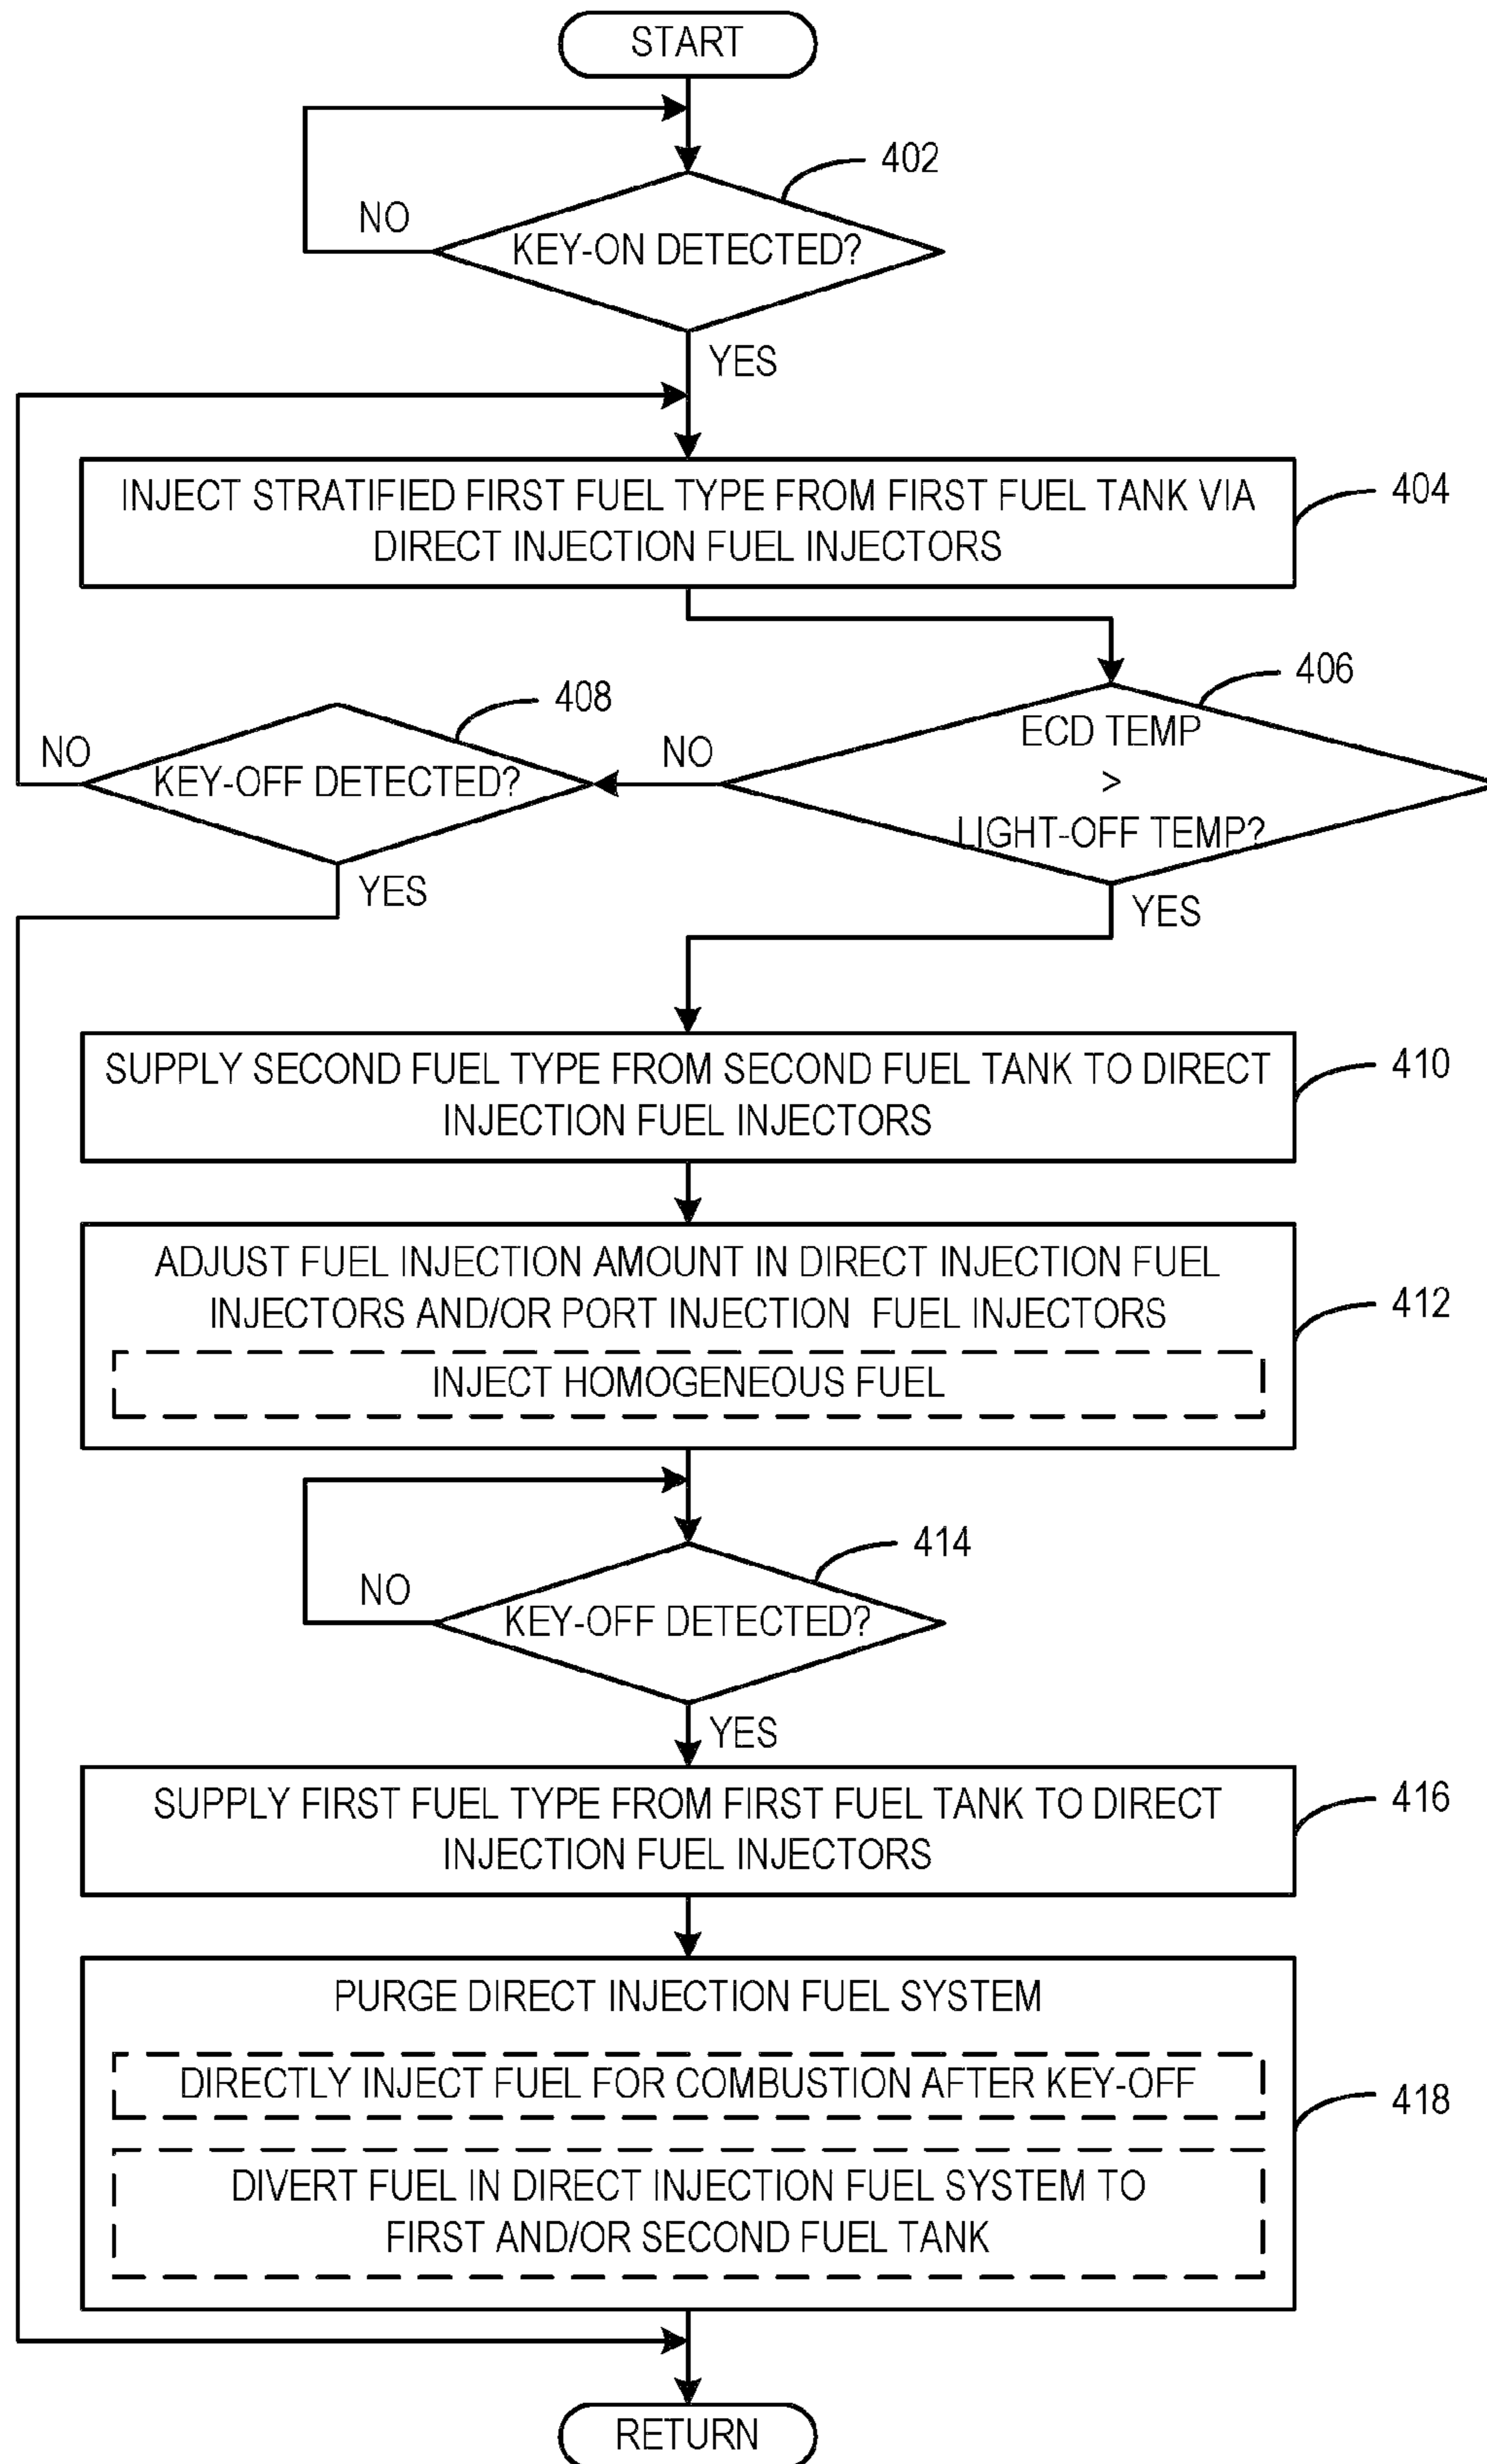 START
402
NO
KEY-ON DETECTED?
YES
INJECT STRATIFIED FIRST FUEL TYPE FROM FIRST FUEL TANK VIA
DIRECT INJECTION FUEL INJECTORS
404
406
408
ECD TEMP
>
LIGHT-OFF TEMP?
NO
NO
KEY-OFF DETECTED?
YES
YES
SUPPLY SECOND FUEL TYPE FROM SECOND FUEL TANK TO DIRECT
INJECTION FUEL INJECTORS
410
ADJUST FUEL INJECTION AMOUNT IN DIRECT INJECTION FUEL
INJECTORS AND/OR PORT INJECTION FUEL INJECTORS
412
INJECT HOMOGENEOUS FUEL
414
NO
KEY-OFF DETECTED?
YES
SUPPLY FIRST FUEL TYPE FROM FIRST FUEL TANK TO DIRECT
INJECTION FUEL INJECTORS
416
PURGE DIRECT INJECTION FUEL SYSTEM
DIRECTLY INJECT FUEL FOR COMBUSTION AFTER KEY-OFF
418
DIVERT FUEL IN DIRECT INJECTION FUEL SYSTEM TO
FIRST AND/OR SECOND FUEL TANK
RETURN